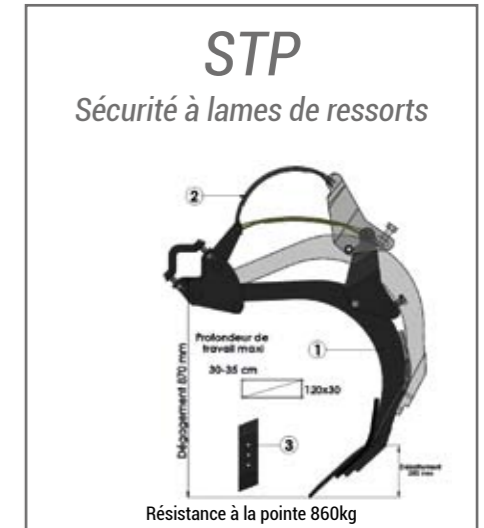 STP
Sécurité à lames de ressorts
2
Profondeur de
travail maxi
1
30-35 cm
120x30
Dégagement 870 mm
3
Résistance à la pointe 860kg